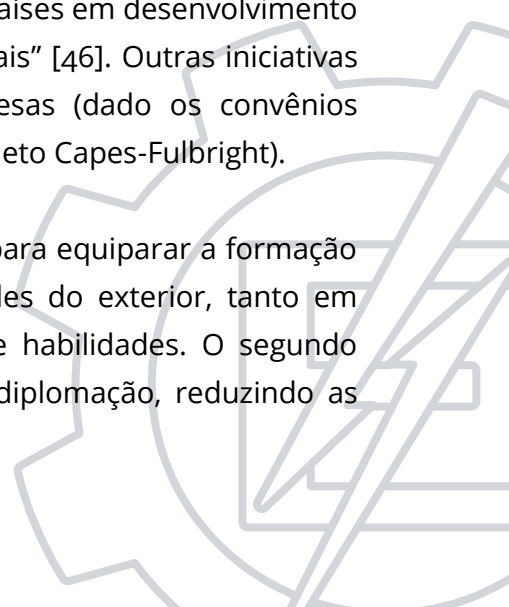 aíses em desenvolvimento
ais” [46]. Outras iniciativas
esas (dado os convênios
eto Capes-Fulbright).
para equiparar a formação
les do exterior, tanto em
e habilidades. O segundo
diplomação, reduzindo as